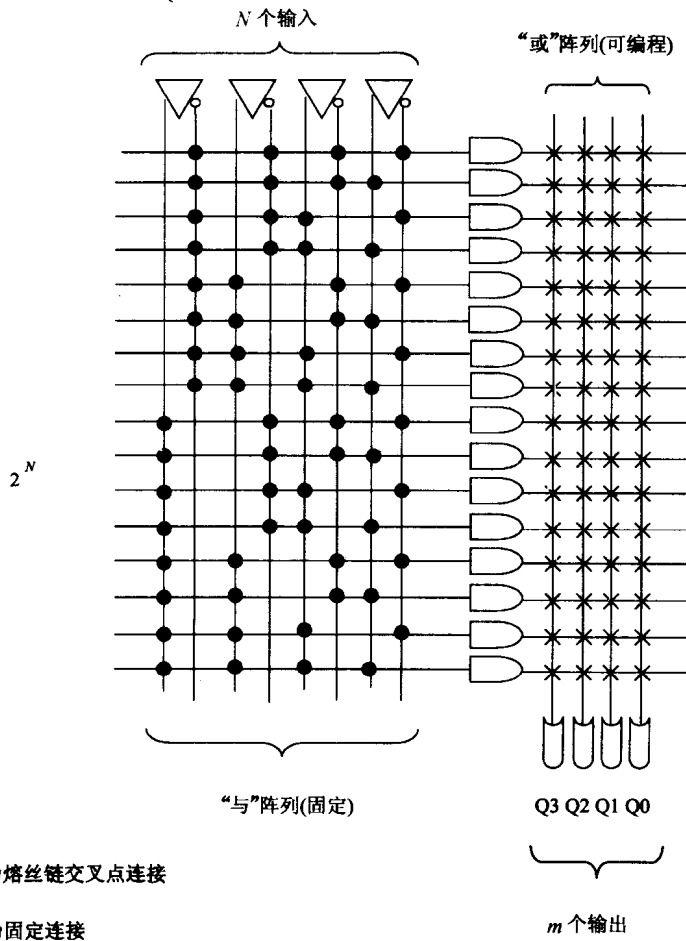 N 个输入
“或”阵列(可编程)
2^N
“与”阵列(固定)
Q3 Q2 Q1 Q0
熔丝链交叉点连接
固定连接
m 个输出